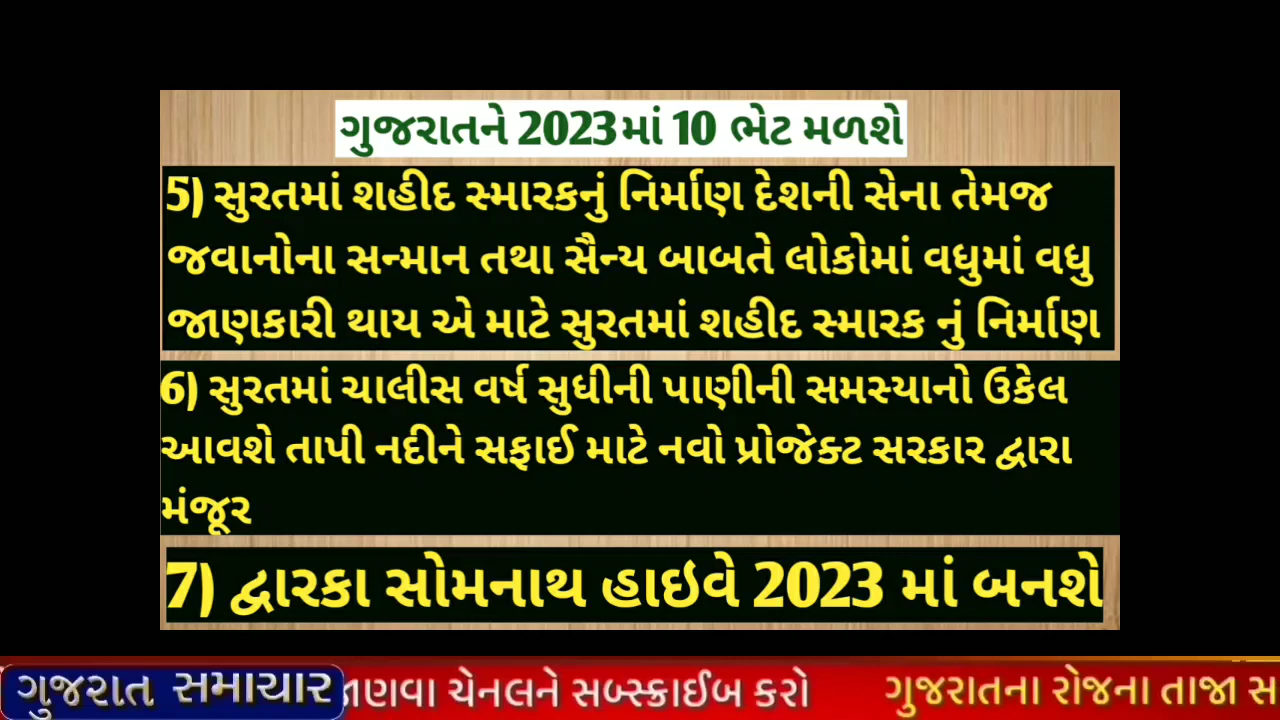 ગુજરાતને 2023માં 10 ભેટ મળશે
5) સુરતમાં શહીદ સ્મારકનું નિર્માણ દેશની સેના તેમજ
જવાનોના સન્માન તથા સૈન્ય બાબતે લોકોમાં વધુમાં વધુ
જાણકારી થાય એ માટે સુરતમાં શહીદ સ્મારક નું નિર્માણ
6) સુરતમાં ચાલીસ વર્ષ સુધીની પાણીની સમસ્યાનો ઉકેલ
આવશે તાપી નદીને સફાઈ માટે નવો પ્રોજેક્ટ સરકાર દ્વારા
મંજૂર
7) દ્વારકા સોમનાથ હાઇવે 2023 માં બનશે
ગુજરાત સમાચાર ચેનલને સબ્સ્ક્રાઈબ કરો ગુજરાતના રોજના તાજા